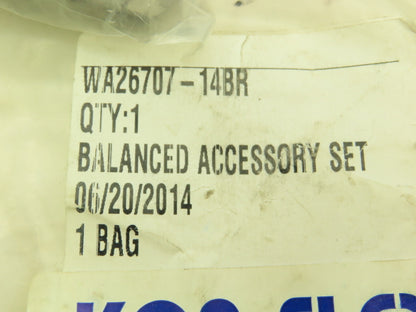 WA26707-14BR
QTY:1
BALANCED ACCESSORY SET
06/20/2014
1 BAG